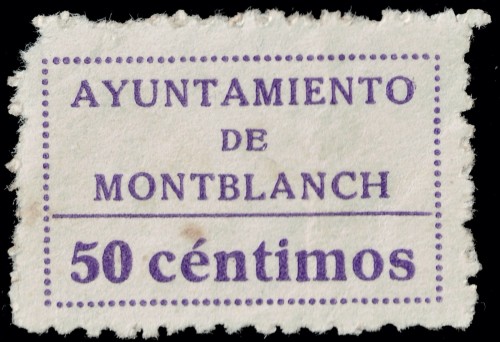 AYUNTAMIENTO
DE
MONTBLANCH
50 céntimos